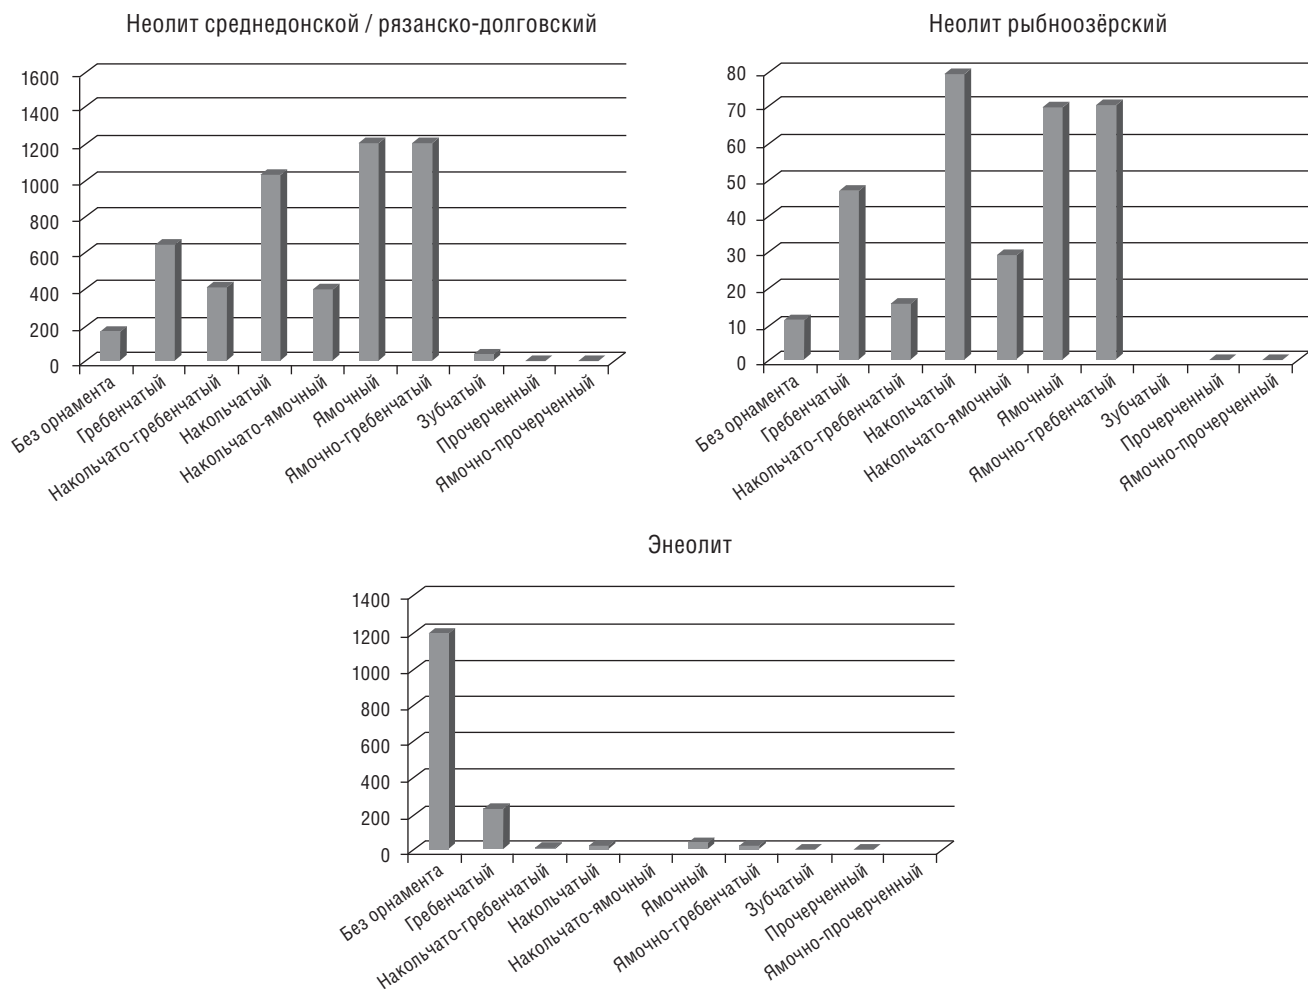 Неолит среднедонской / рязанско-долговский
1600
1400
1200
1000
800
600
400
200
0
Без орнамента
Гребенчатый
Накольчато-гребенчатый
Накольчатый
Накольчато-ямочный
Ямочный
Ямочно-гребенчатый
Зубчатый
Прочерченный
Ямочно-прочерченный
Неолит рыбноозёрский
80
70
60
50
40
30
20
10
0
Без орнамента
Гребенчатый
Накольчато-гребенчатый
Накольчатый
Накольчато-ямочный
Ямочный
Ямочно-гребенчатый
Зубчатый
Прочерченный
Ямочно-прочерченный
Энеолит
1400
1200
1000
800
600
400
200
0
Без орнамента
Гребенчатый
Накольчато-гребенчатый
Накольчатый
Накольчато-ямочный
Ямочный
Ямочно-гребенчатый
Зубчатый
Прочерченный
Ямочно-прочерченный